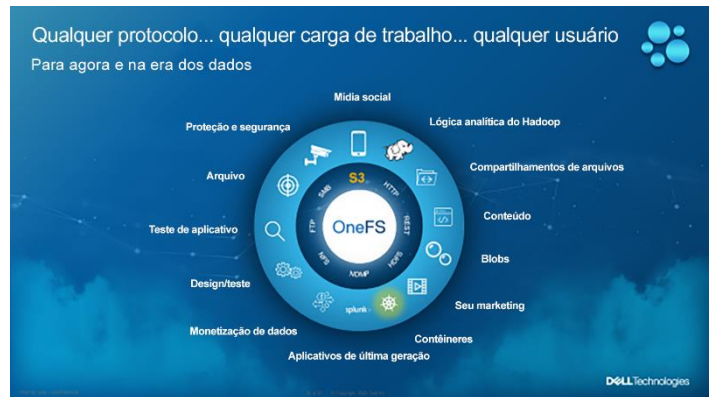 Qualquer protocolo... qualquer carga de trabalho... qualquer usuário
Para agora e na era dos dados
Mídia social
Proteção e segurança
Lógica analítica do Hadoop
Compartilhamentos de arquivos
Arquivo
Conteúdo
Teste de aplicativo
Blobs
Design/teste
Seu marketing
Monetização de dados
Contêineres
Aplicativos de última geração
S3
HTTP
REST
HDFS
NDMP
NFS
FTP
SMB
OneFS
splunk>
DELL Technologies